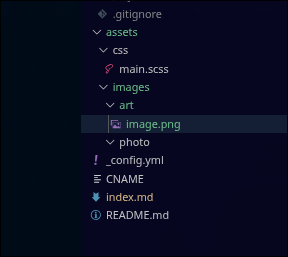 .gitignore
assets
css
main.scss
images
art
image.png
photo
! _config.yml
CNAME
index.md
README.md